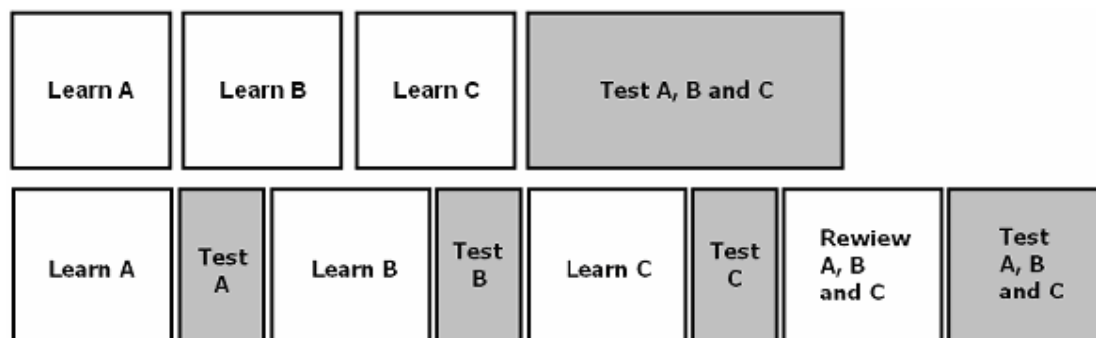 Learn A
Learn B
Learn C
Test A, B and C
Learn A
Test
A
Learn B
Test
B
Learn C
Test
C
Rewiew
A, B
and C
Test
A, B
and C